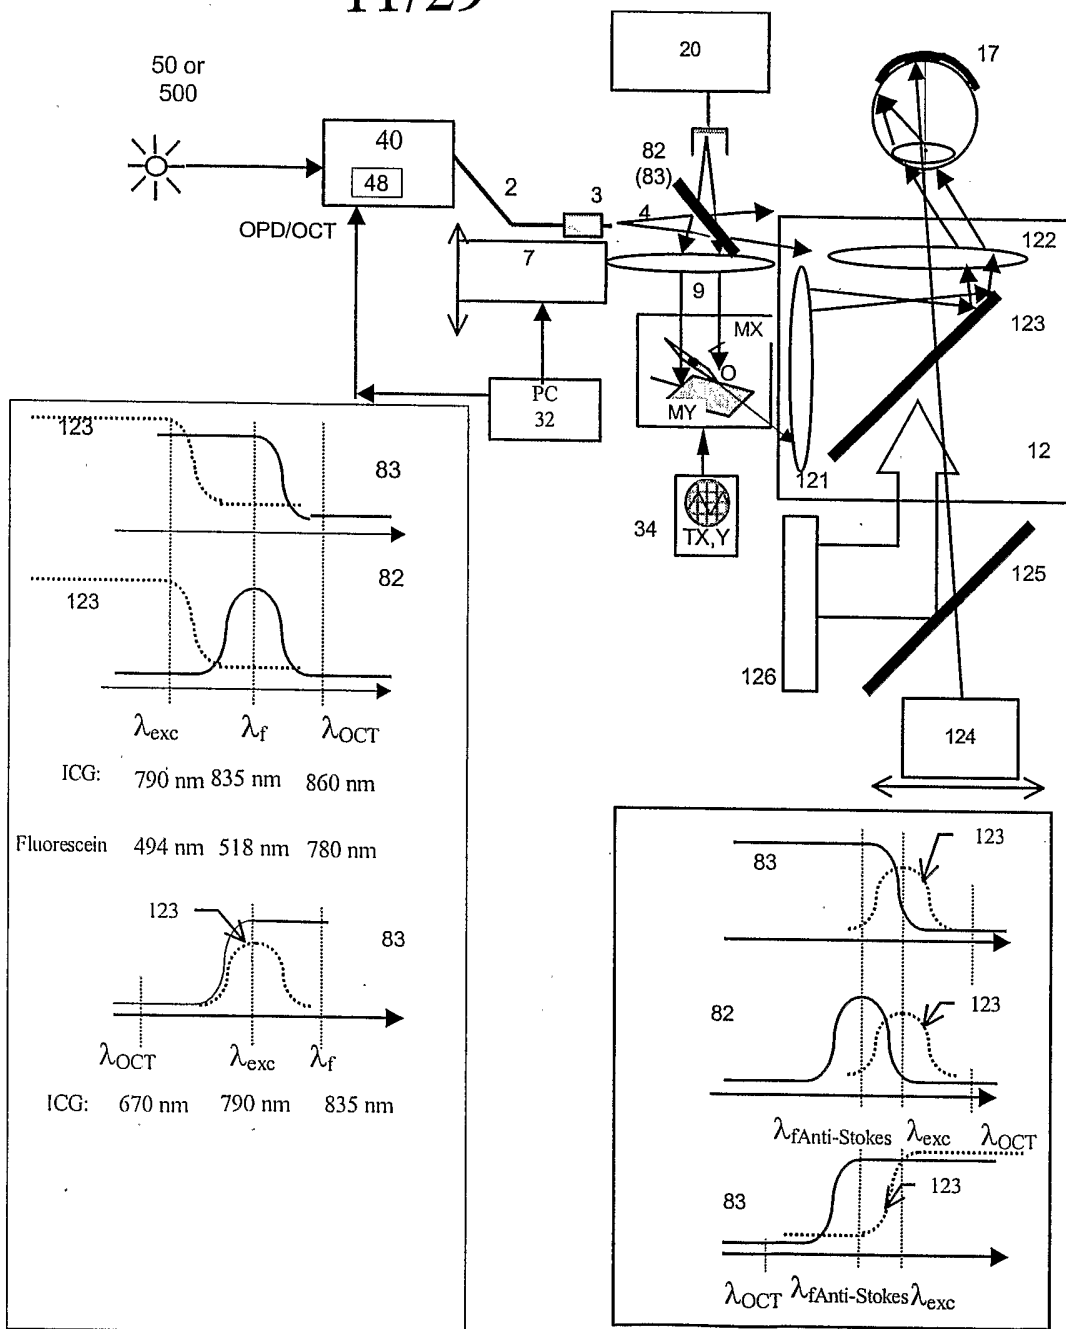 11/29
50 or
500
40
48
2
3
4
OPD/OCT
7
20
82
(83)
9
MX
O
MY
PC
32
34
TX,Y
17
122
123
121
12
125
126
124
123
83
123
82
λexc λf λOCT
ICG: 790 nm 835 nm 860 nm
Fluorescein 494 nm 518 nm 780 nm
123
83
λOCT λexc λf
ICG: 670 nm 790 nm 835 nm
83
123
82
123
λfAnti-Stokes λexc λOCT
83
123
λOCT λfAnti-Stokes λexc